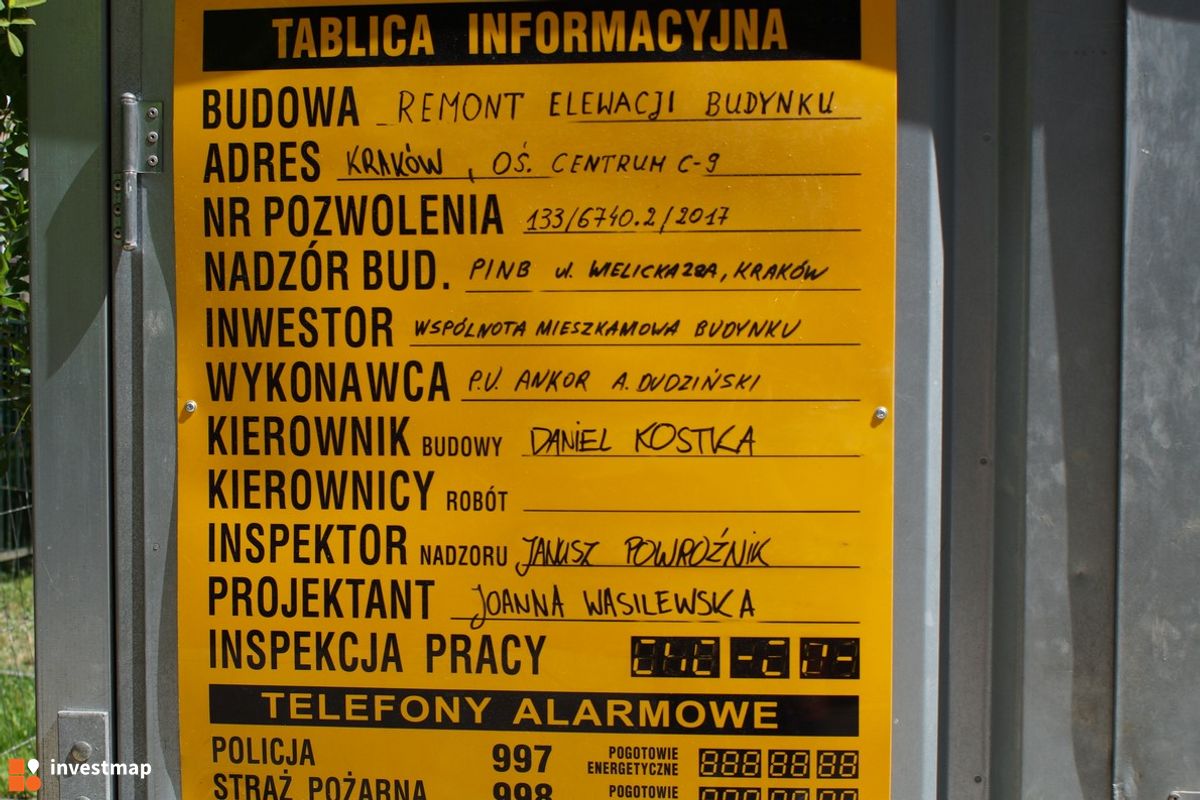 TABLICA INFORMACYJNA
BUDOWA REMONT ELEWACJI BUDYNKU
ADRES KRAKÓW, OŚ. CENTRUM C-9
NR POZWOLENIA 133/6740.2/2017
NADZÓR BUD. PINB ul. WIELICKA 28A, KRAKÓW
INWESTOR WSPÓLNOTA MIESZKANIOWA BUDYNKU
WYKONAWCA P.U. ANKOR A. DUDZIŃSKI
KIEROWNIK BUDOWY DANIEL KOSTKA
KIEROWNICY ROBÓT
INSPEKTOR NADZORU JANUSZ POWROŹNIK
PROJEKTANT JOANNA WASILEWSKA
INSPEKCJA PRACY
TELEFONY ALARMOWE
POLICJA 997 POGOTOWIE ENERGETYCZNE
STRAŻ POŻARNA 998 POGOTOWIE
investmap